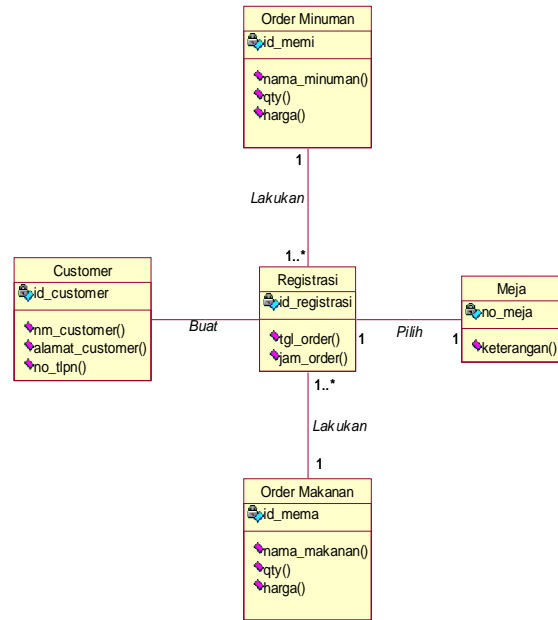 Order Minuman
id_memi
nama_minuman()
qty()
harga()
1
Lakukan
1..*
Customer
id_customer
nm_customer()
alamat_customer()
no_tlpn()
Buat
Registrasi
id_registrasi
tgl_order()
jam_order()
1
Pilih
1
Meja
no_meja
keterangan()
1..*
Lakukan
1
Order Makanan
id_mema
nama_makanan()
qty()
harga()